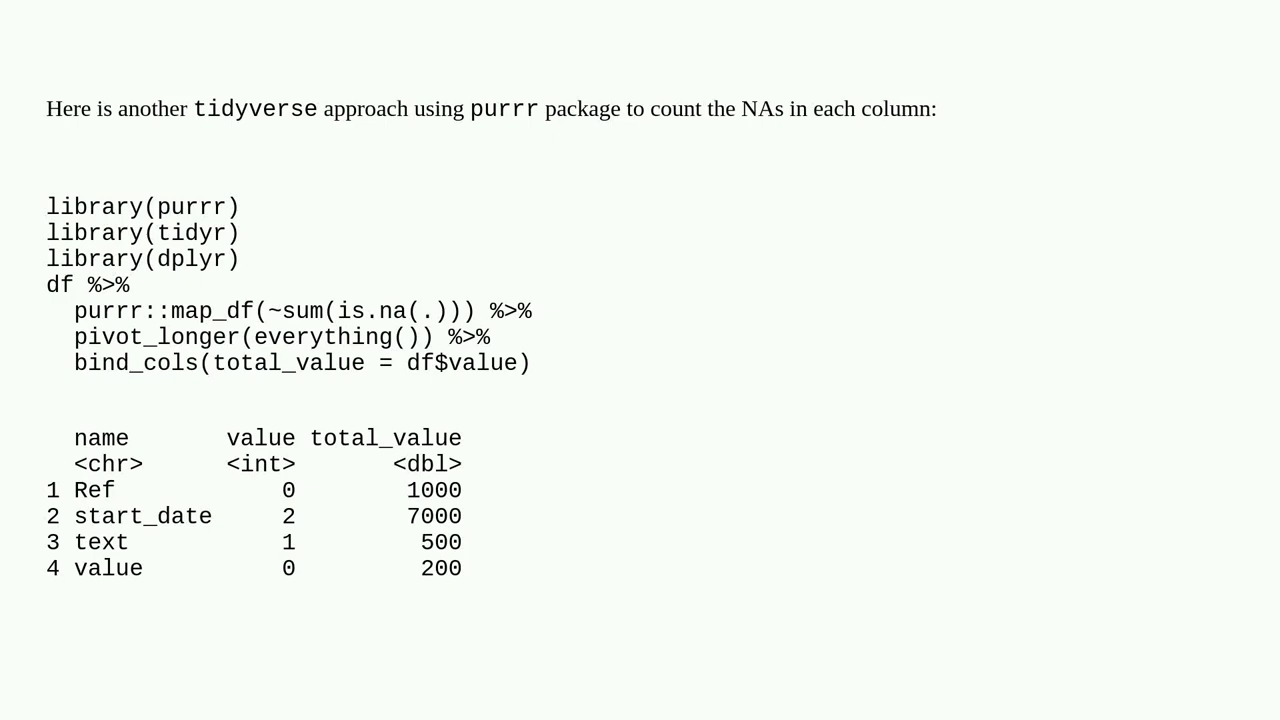 Here is another tidyverse approach using purrr package to count the NAs in each column:
library(purrr)
library(tidyr)
library(dplyr)
df %>%
  purrr::map_df(~sum(is.na(.))) %>%
  pivot_longer(everything()) %>%
  bind_cols(total_value = df$value)
  name       value total_value
  <chr>      <int>       <dbl>
1 Ref            0        1000
2 start_date     2        7000
3 text           1         500
4 value          0         200